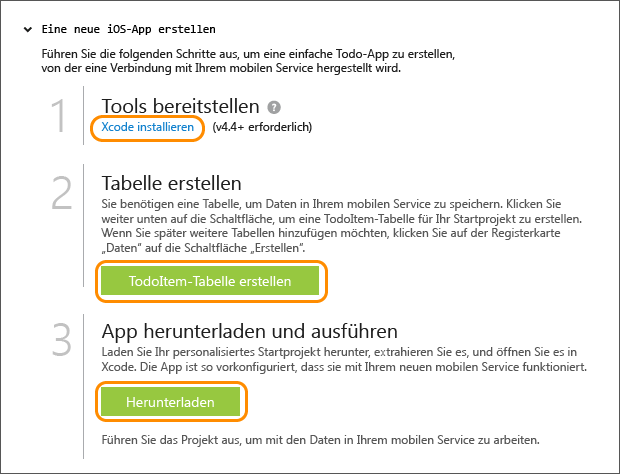 Eine neue iOS-App erstellen
Führen Sie die folgenden Schritte aus, um eine einfache Todo-App zu erstellen,
von der eine Verbindung mit Ihrem mobilen Service hergestellt wird.
1
Tools bereitstellen ?
Xcode installieren (v4.4+ erforderlich)
2
Tabelle erstellen
Sie benötigen eine Tabelle, um Daten in Ihrem mobilen Service zu speichern. Klicken Sie
weiter unten auf die Schaltfläche, um eine TodoItem-Tabelle für Ihr Startprojekt zu erstellen.
Wenn Sie später weitere Tabellen hinzufügen möchten, klicken Sie auf der Registerkarte
„Daten“ auf die Schaltfläche „Erstellen“.
TodoItem-Tabelle erstellen
3
App herunterladen und ausführen
Laden Sie Ihr personalisiertes Startprojekt herunter, extrahieren Sie es, und öffnen Sie es in
Xcode. Die App ist so vorkonfiguriert, dass sie mit Ihrem neuen mobilen Service funktioniert.
Herunterladen
Führen Sie das Projekt aus, um mit den Daten in Ihrem mobilen Service zu arbeiten.